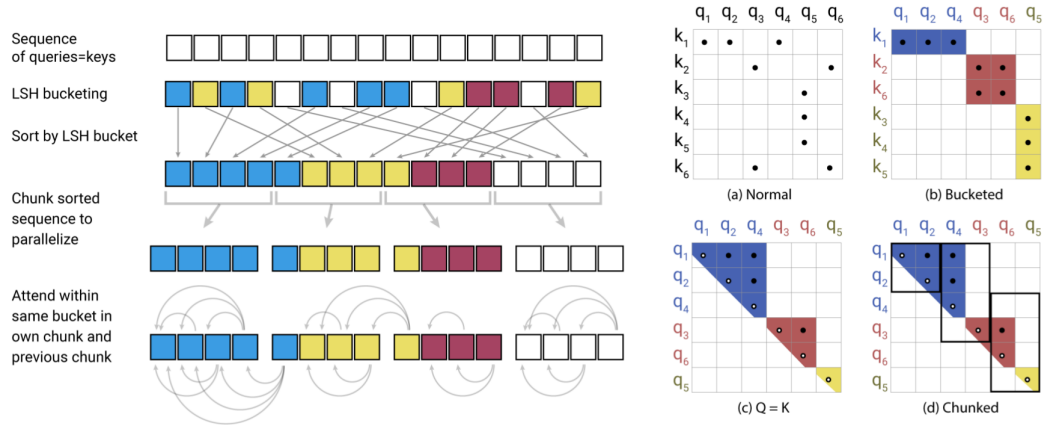 Sequence
of queries=keys
LSH bucketing
Sort by LSH bucket
Chunk sorted
sequence to
parallelize
Attend within
same bucket in
own chunk and
previous chunk
q1 q2 q3 q4 q5 q6
k1
k2
k3
k4
k5
k6
(a) Normal
q1 q2 q4 q3 q6 q5
k1
k2
k6
k3
k4
k5
(b) Bucketed
q1 q2 q4 q3 q6 q5
q1
q2
q4
q3
q6
q5
(c) Q = K
q1 q2 q4 q3 q6 q5
q1
q2
q4
q3
q6
q5
(d) Chunked